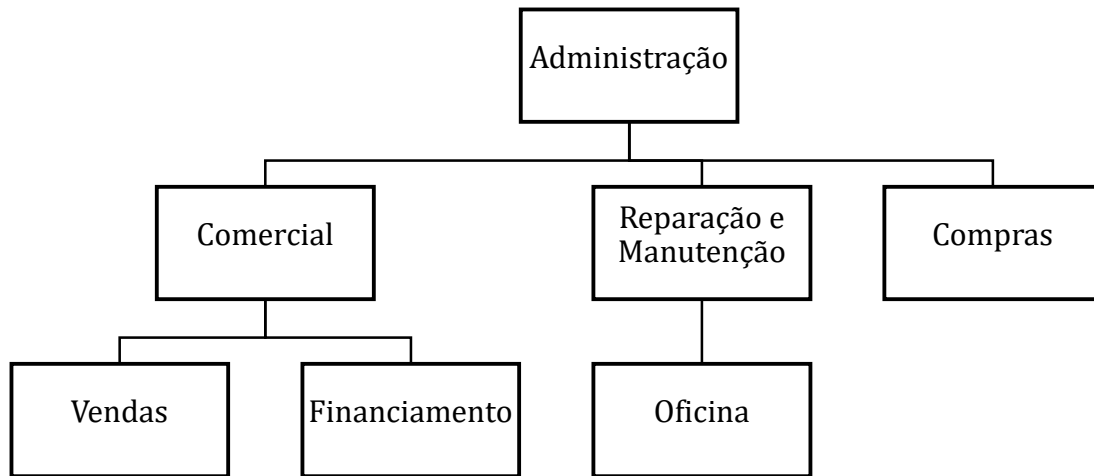 Administração
Comercial
Reparação e
Manutenção
Compras
Vendas
Financiamento
Oficina